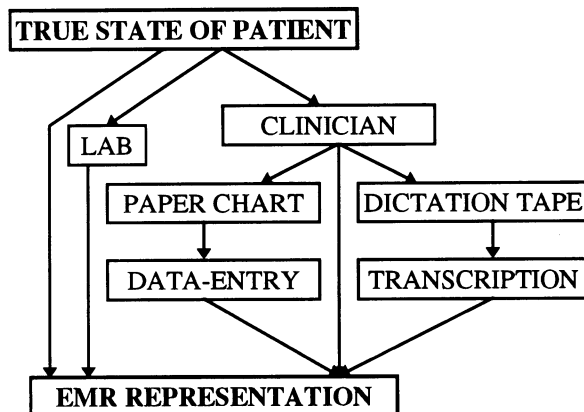 TRUE STATE OF PATIENT
LAB
CLINICIAN
PAPER CHART
DICTATION TAPE
DATA-ENTRY
TRANSCRIPTION
EMR REPRESENTATION